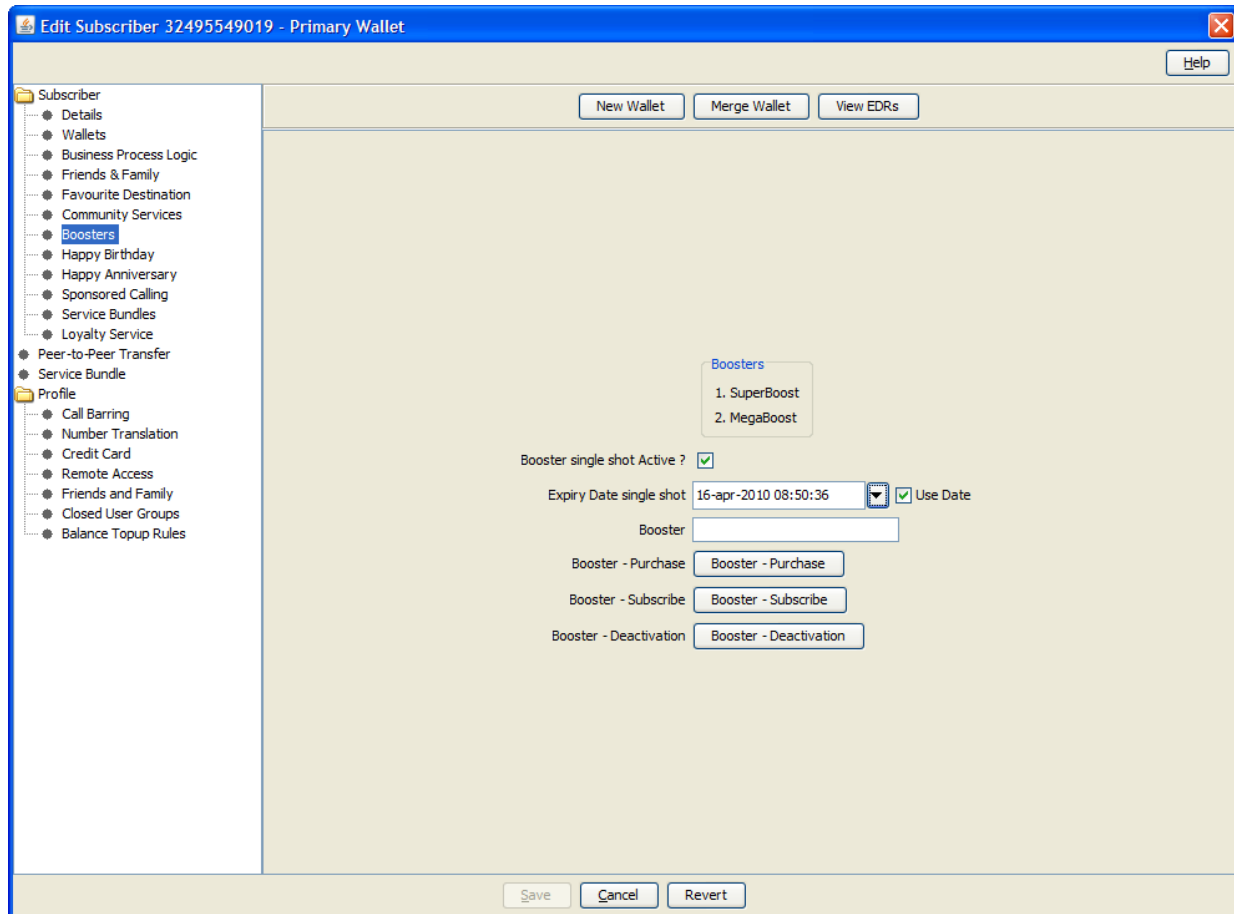 Edit Subscriber 32495549019 - Primary Wallet
Help
Subscriber
Details
Wallets
Business Process Logic
Friends & Family
Favourite Destination
Community Services
Boosters
Happy Birthday
Happy Anniversary
Sponsored Calling
Service Bundles
Loyalty Service
Peer-to-Peer Transfer
Service Bundle
Profile
Call Barring
Number Translation
Credit Card
Remote Access
Friends and Family
Closed User Groups
Balance Topup Rules
New Wallet Merge Wallet View EDRs
Boosters
1. SuperBoost
2. MegaBoost
Booster single shot Active ?
Expiry Date single shot 16-apr-2010 08:50:36 Use Date
Booster
Booster - Purchase Booster - Purchase
Booster - Subscribe Booster - Subscribe
Booster - Deactivation Booster - Deactivation
Save Cancel Revert